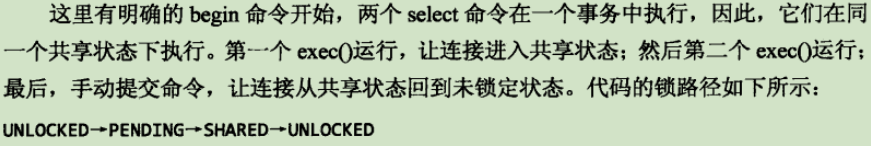 这里有明确的 begin 命令开始，两个 select 命令在一个事务中执行，因此，它们在同
一个共享状态下执行。第一个 exec()运行，让连接进入共享状态；然后第二个 exec()运行；
最后，手动提交命令，让连接从共享状态回到未锁定状态。代码的锁路径如下所示：
UNLOCKED→PENDING→SHARED→UNLOCKED